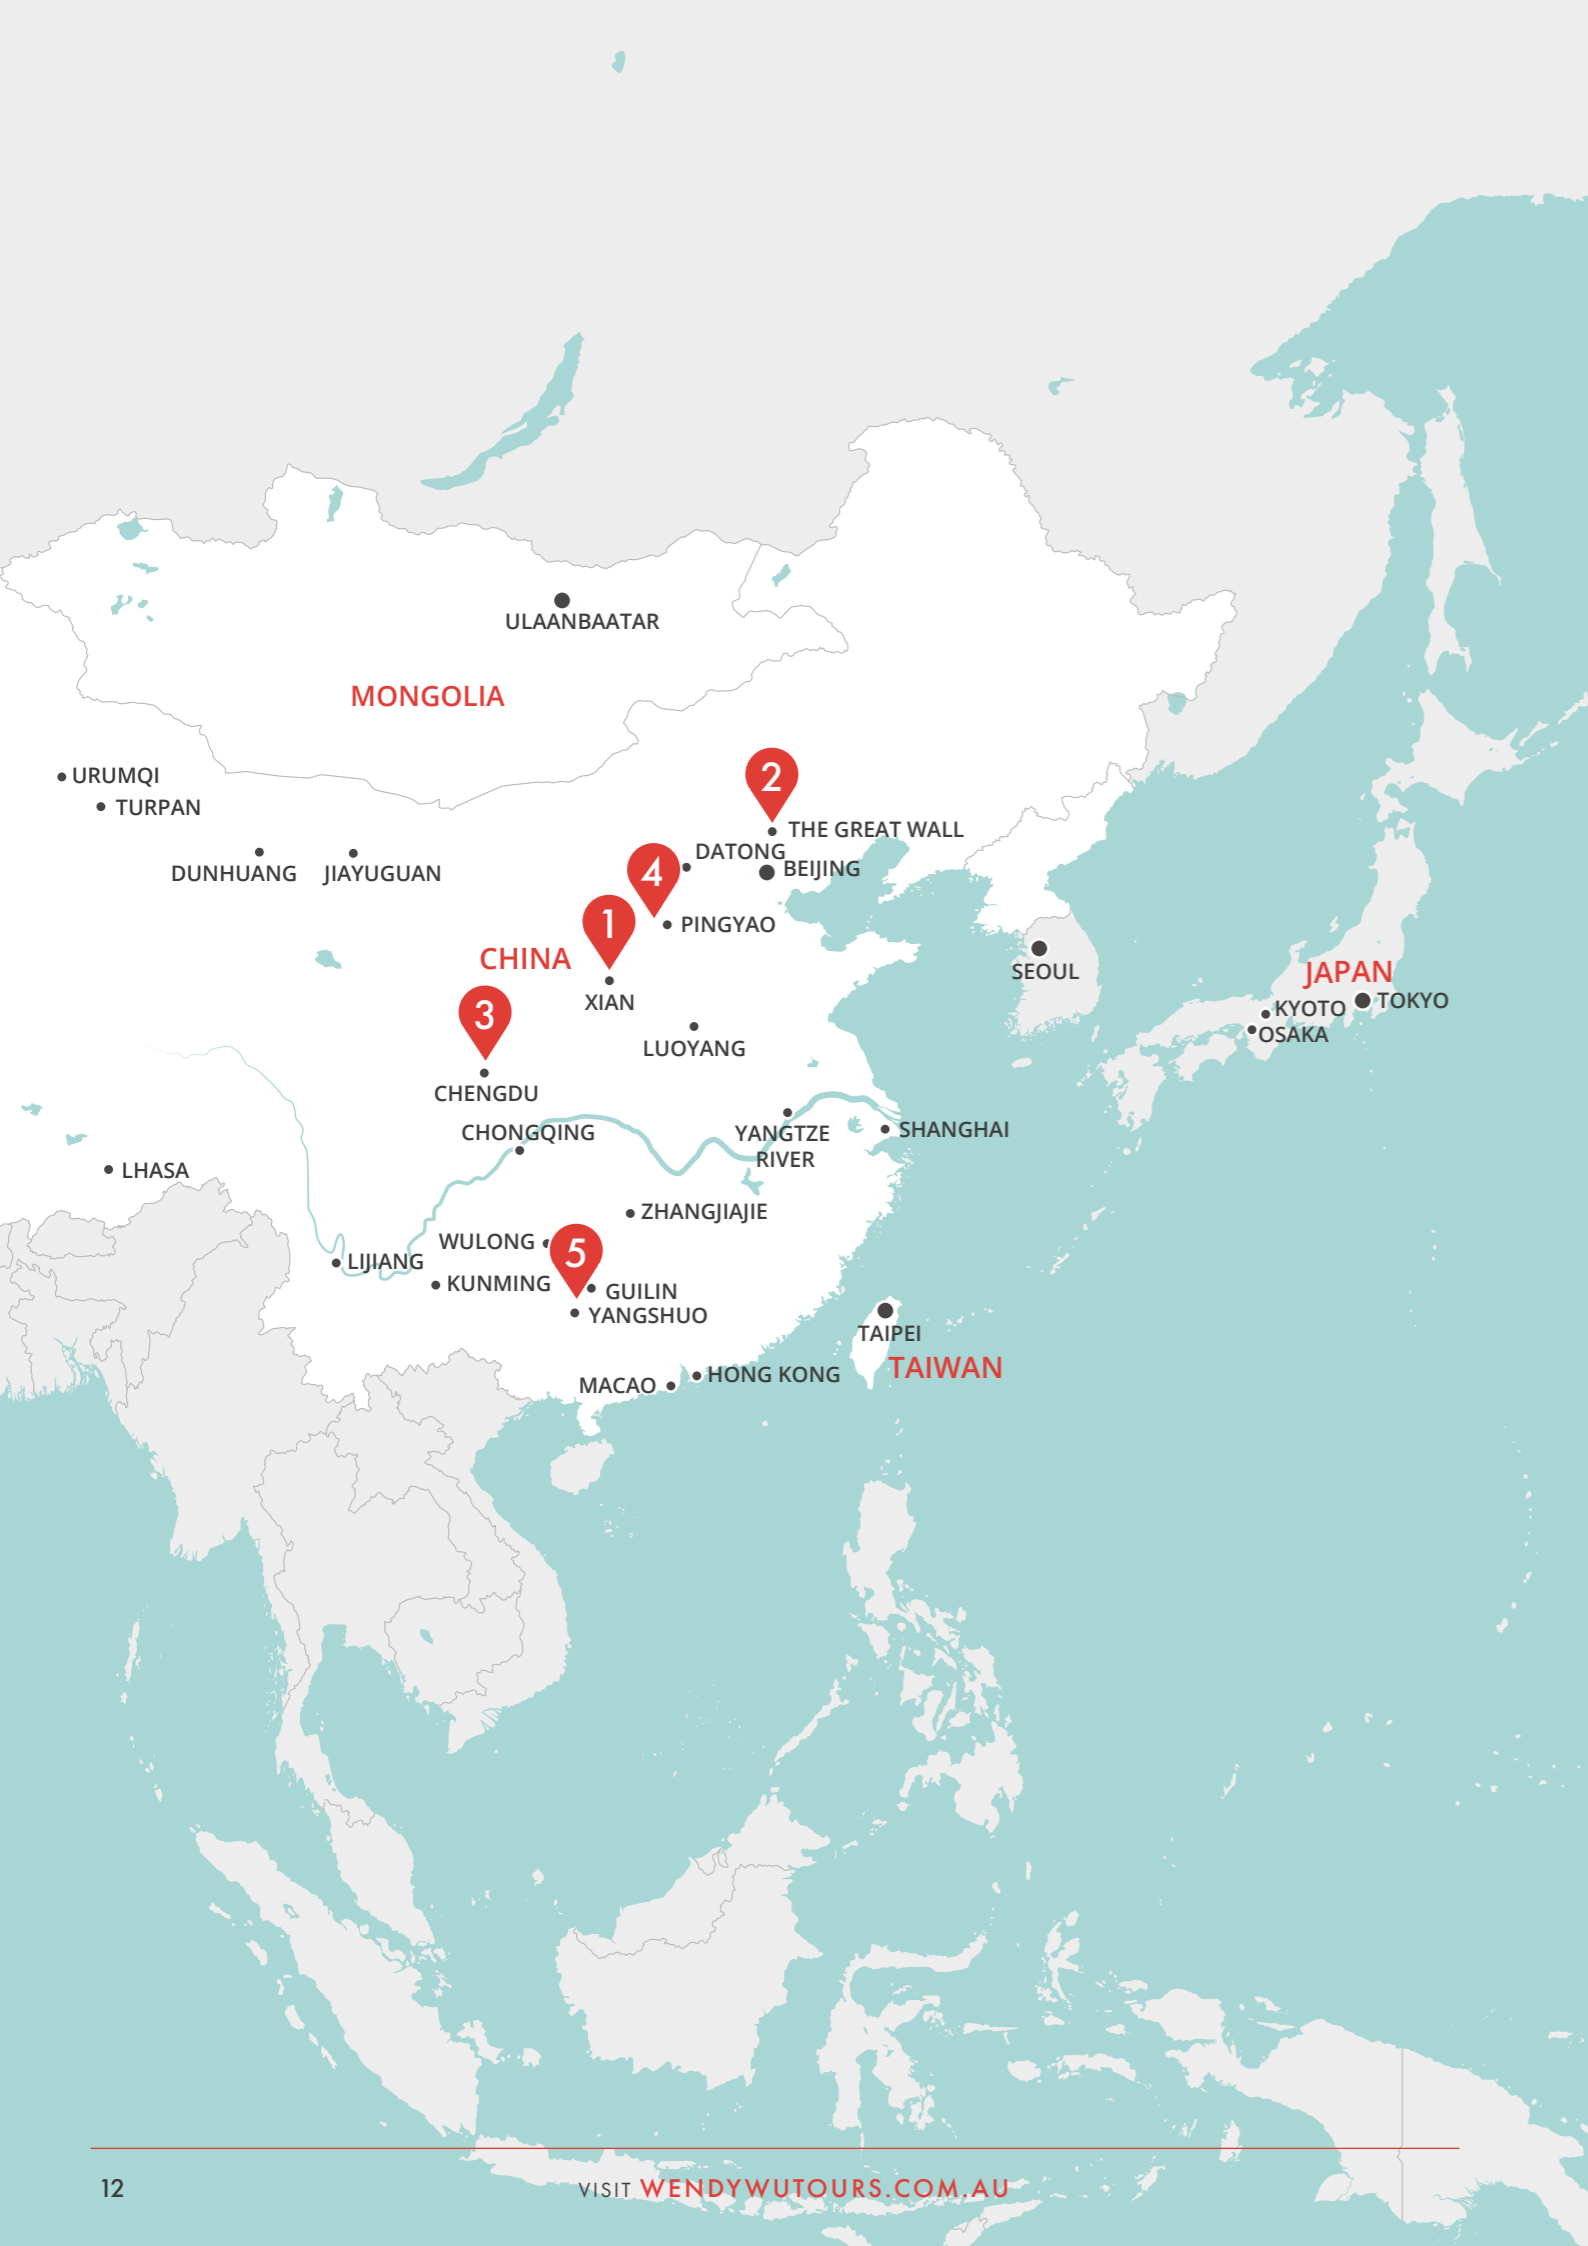 ULAANBAATAR
MONGOLIA
URUMQI
TURPAN
2
THE GREAT WALL
DATONG
BEIJING
DUNHUANG
JIAYUGUAN
4
PINGYAO
1
CHINA
XIAN
SEOUL
JAPAN
TOKYO
KYOTO
OSAKA
3
LUOYANG
CHENGDU
CHONGQING
YANGTZE
RIVER
SHANGHAI
LHASA
ZHANGJIAJIE
WULONG
5
LIJIANG
KUNMING
GUILIN
YANGSHUO
TAIPEI
TAIWAN
HONG KONG
MACAO
12
VISIT WENDYWUTOURS.COM.AU